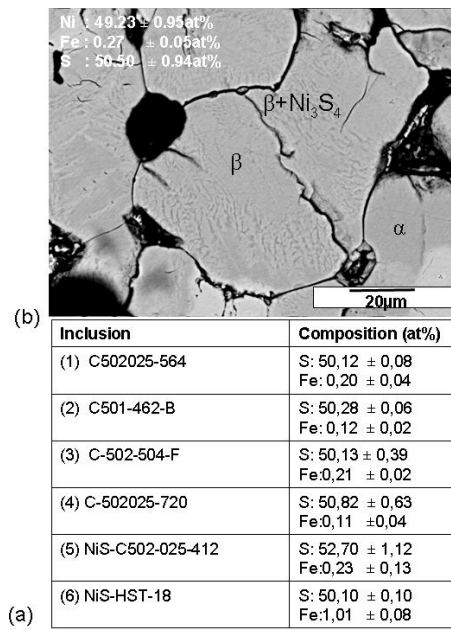 Ni : 49.23 ± 0.95at%
Fe : 0.27 ± 0.05at%
S : 50.50 ± 0.94at%
β+Ni₃S₄
β
α
20μm
(b)
Inclusion Composition (at%)
(1) C502025-564 S: 50,12 ± 0,08
Fe: 0,20 ± 0,04
(2) C501-462-B S: 50,28 ± 0,06
Fe: 0,12 ± 0,02
(3) C-502-504-F S: 50,13 ± 0,39
Fe: 0,21 ± 0,02
(4) C-502025-720 S: 50,82 ± 0,63
Fe:0,11 ±0,04
(5) NiS-C502-025-412 S: 52,70 ± 1,12
Fe:0,23 ± 0,13
(6) NiS-HST-18 S: 50,10 ± 0,10
Fe:1,01 ± 0,08
(a)